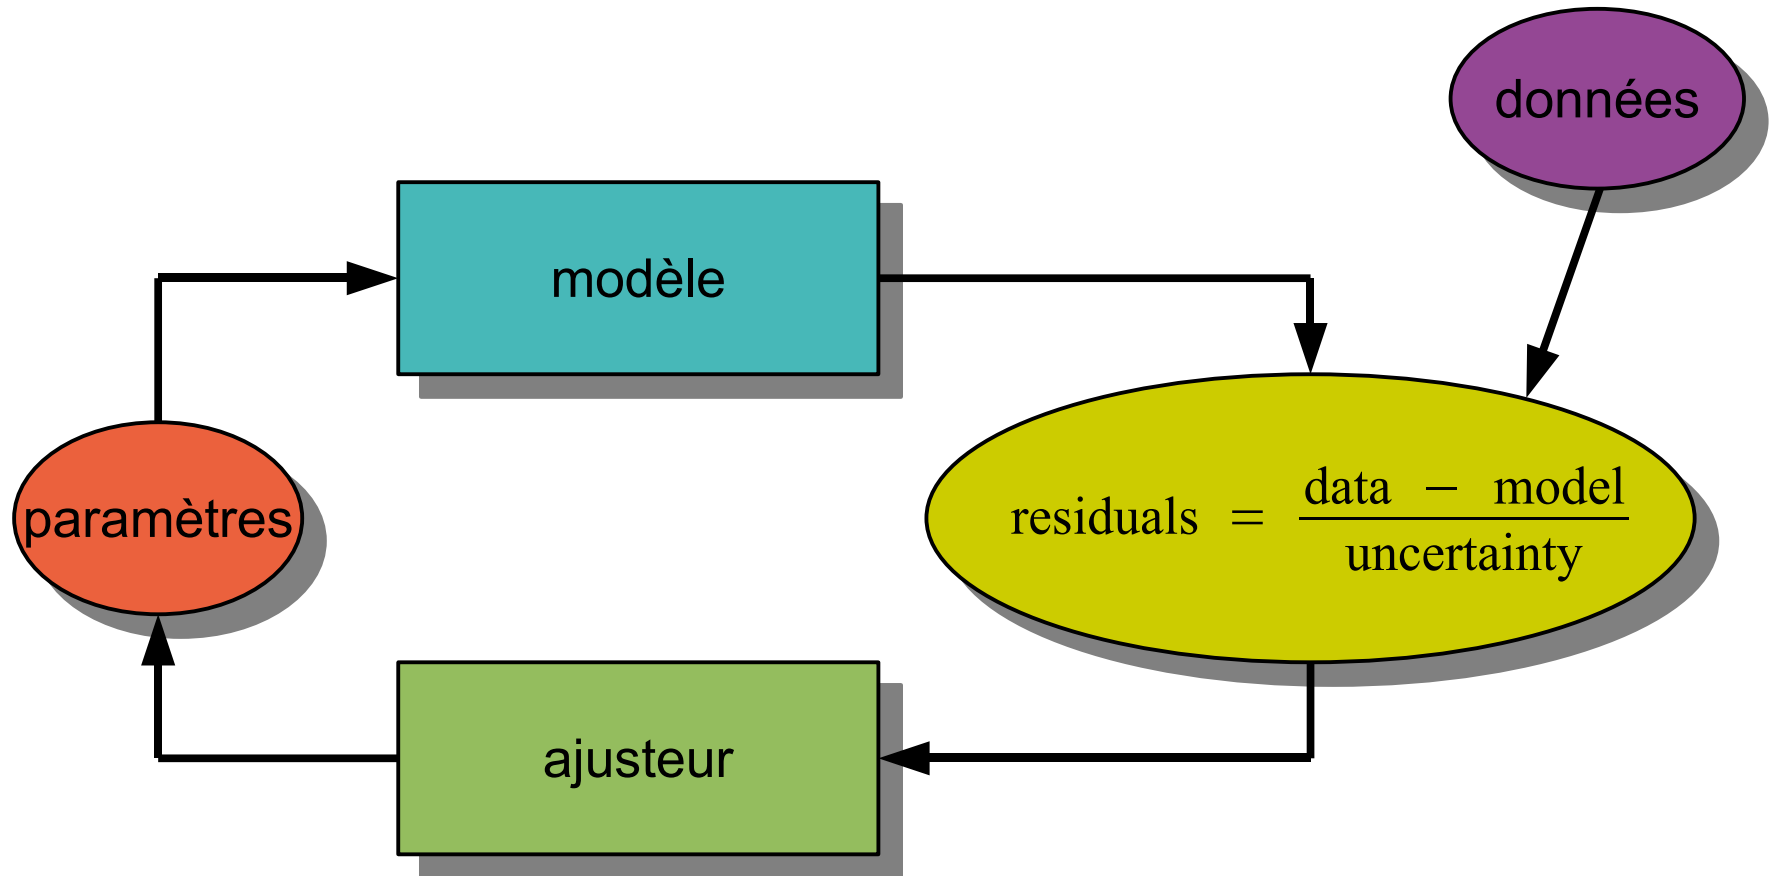 données
modèle
paramètres
residuals = data − model
uncertainty
ajusteur